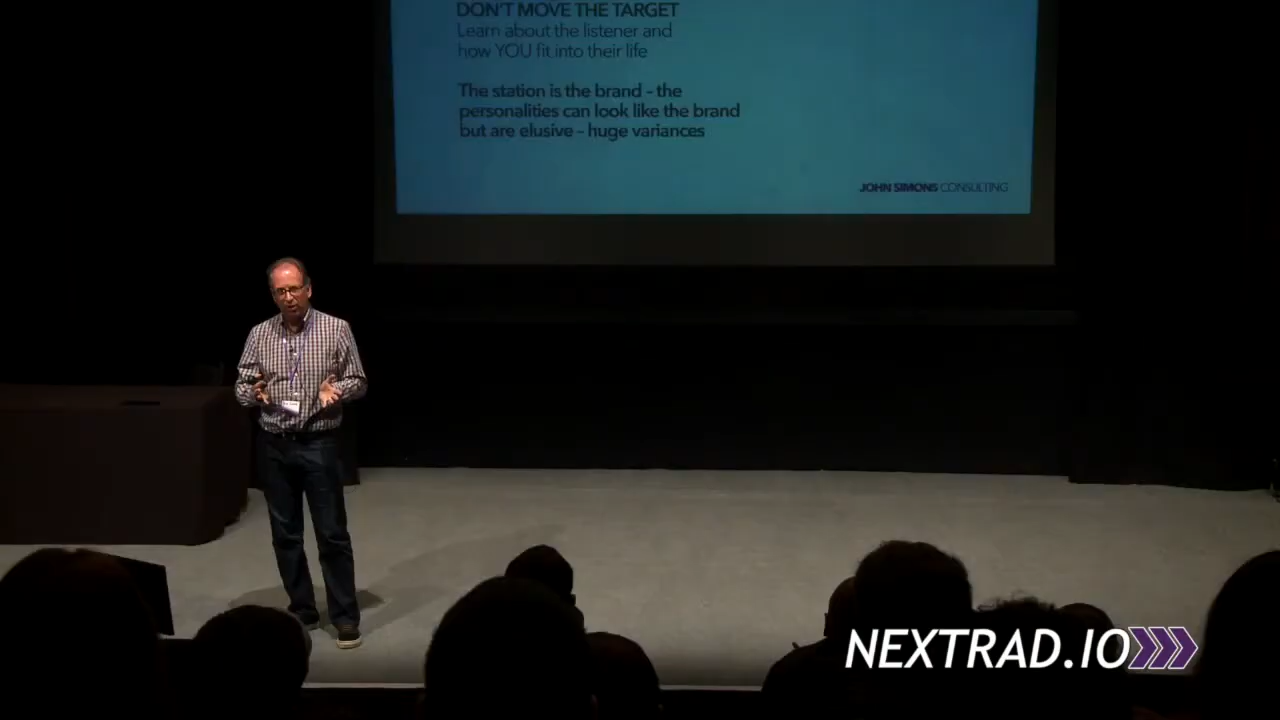 DON'T MOVE THE TARGET
Learn about the listener and
how YOU fit into their life
The station is the brand - the
personalities can look like the brand
but are elusive - huge variances
JOHN SIMONS CONSULTING
NEXTRAD.IO